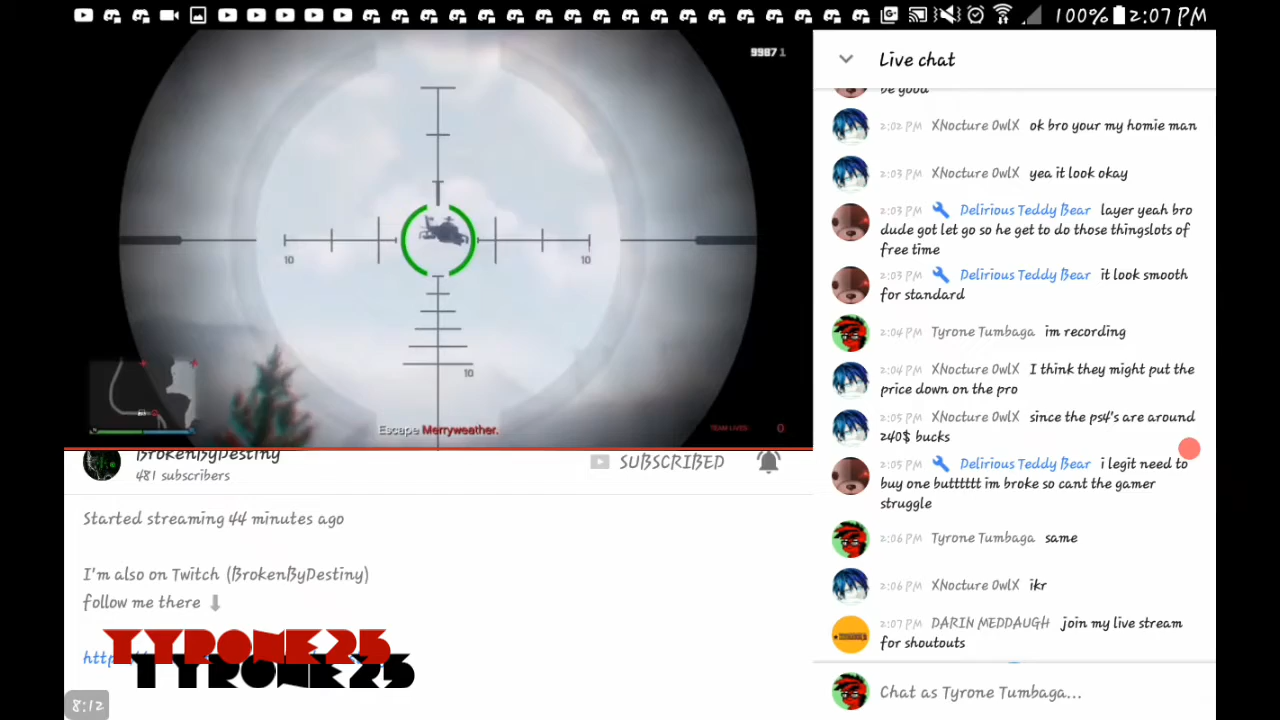 100% 2:07 PM
9987 1
10 10
10
Escape Merryweather.
TEAM LIVES 0
BrokenByDestiny
481 subscribers
SUBSCRIBED
Started streaming 44 minutes ago
I'm also on Twitch (BrokenByDestiny)
follow me there ⬇
http
TYRONE25
TYRONE25
8:12
Live chat
be good
2:02 PM XNocture OwlX ok bro your my homie man
2:03 PM XNocture OwlX yea it look okay
2:03 PM Delirious Teddy Bear layer yeah bro
dude got let go so he get to do those thingslots of
free time
2:03 PM Delirious Teddy Bear it look smooth
for standard
2:04 PM Tyrone Tumbaga im recording
2:04 PM XNocture OwlX I think they might put the
price down on the pro
2:05 PM XNocture OwlX since the ps4's are around
240$ bucks
2:05 PM Delirious Teddy Bear i legit need to
buy one butttttt im broke so cant the gamer
struggle
2:06 PM Tyrone Tumbaga same
2:06 PM XNocture OwlX ikr
2:07 PM DARIN MEDDAUGH join my live stream
for shoutouts
Chat as Tyrone Tumbaga...